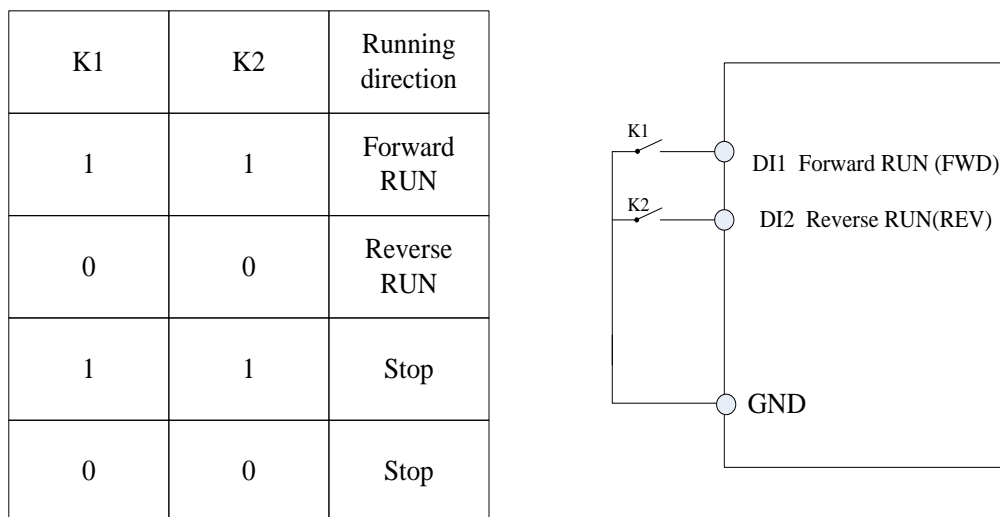 K1 K2 Running
direction
1 1 Forward
RUN
0 0 Reverse
RUN
1 1 Stop
0 0 Stop
K1
DI1 Forward RUN (FWD)
K2
DI2 Reverse RUN(REV)
GND